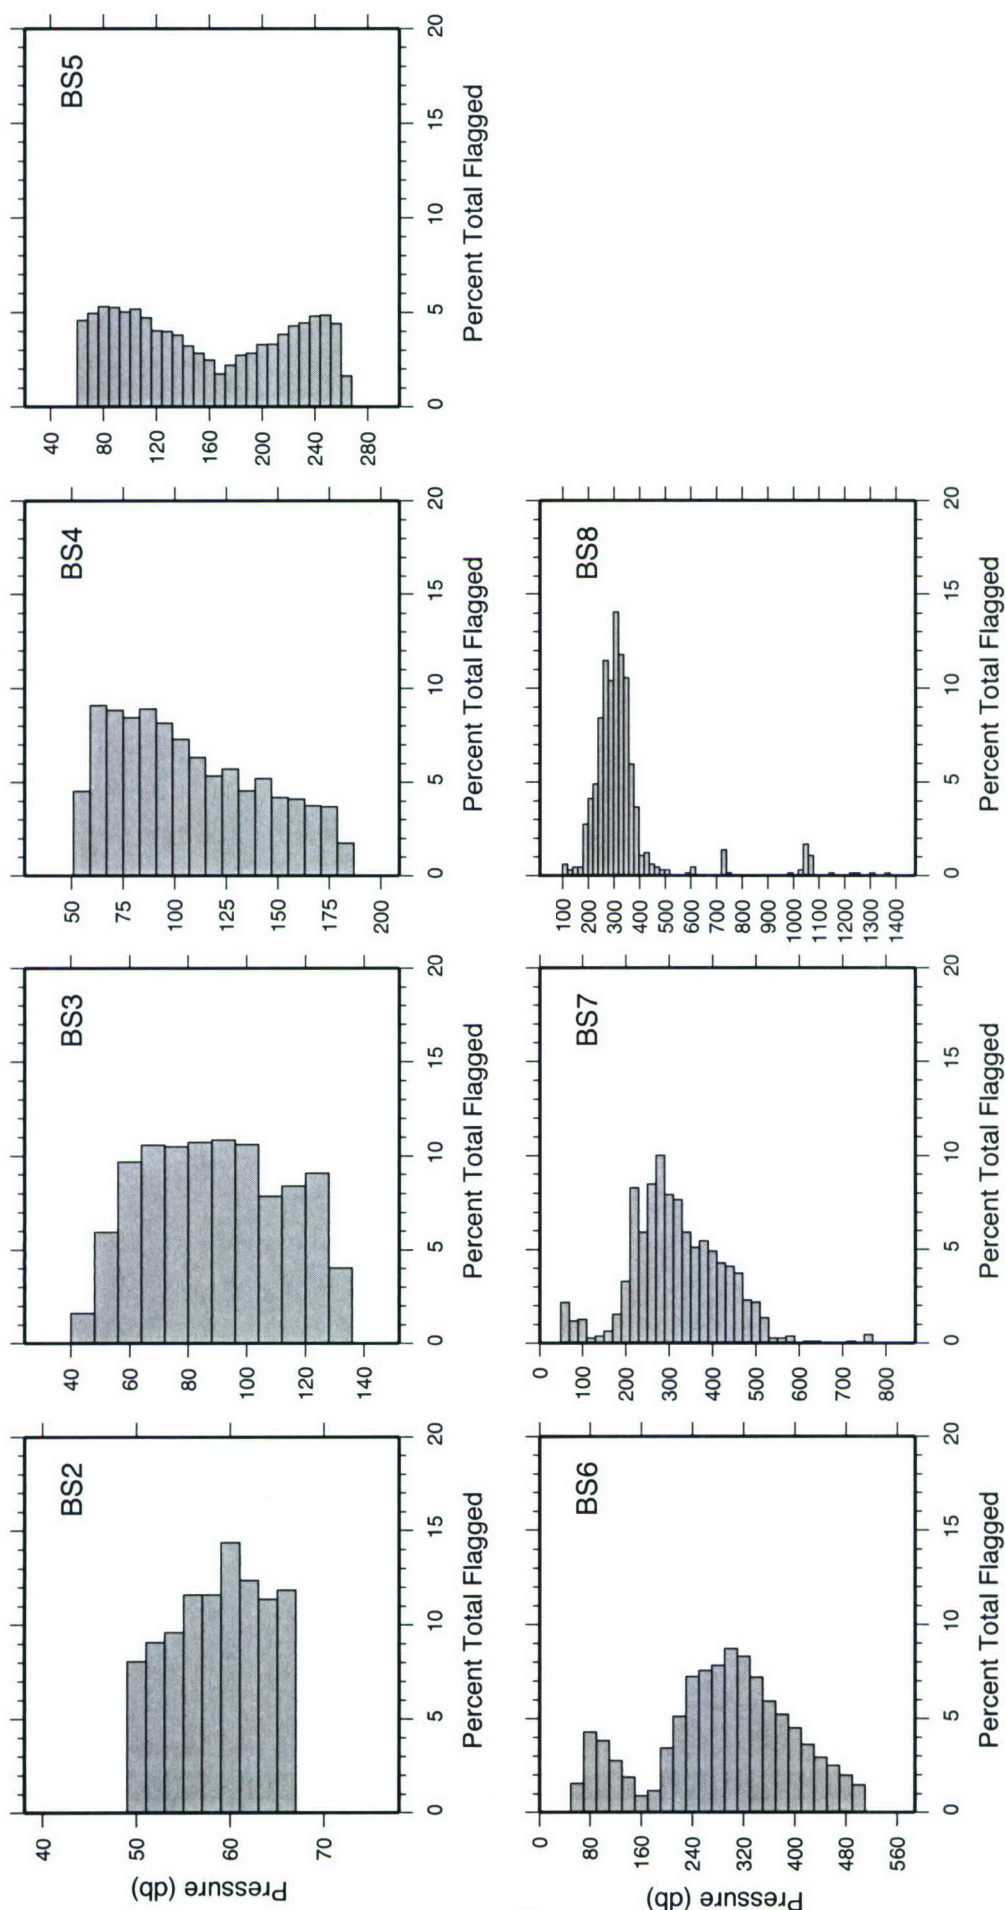 Pressure (db)
40
50
60
70
BS2
0 5 10 15 20
Percent Total Flagged
40
60
80
100
120
140
BS3
0 5 10 15 20
Percent Total Flagged
50
75
100
125
150
175
200
BS4
0 5 10 15 20
Percent Total Flagged
40
80
120
160
200
240
280
BS5
0 5 10 15 20
Percent Total Flagged
Pressure (db)
0
80
160
240
320
400
480
560
BS6
0 5 10 15 20
Percent Total Flagged
0
100
200
300
400
500
600
700
800
BS7
0 5 10 15 20
Percent Total Flagged
100
200
300
400
500
600
700
800
900
1000
1100
1200
1300
1400
BS8
0 5 10 15 20
Percent Total Flagged